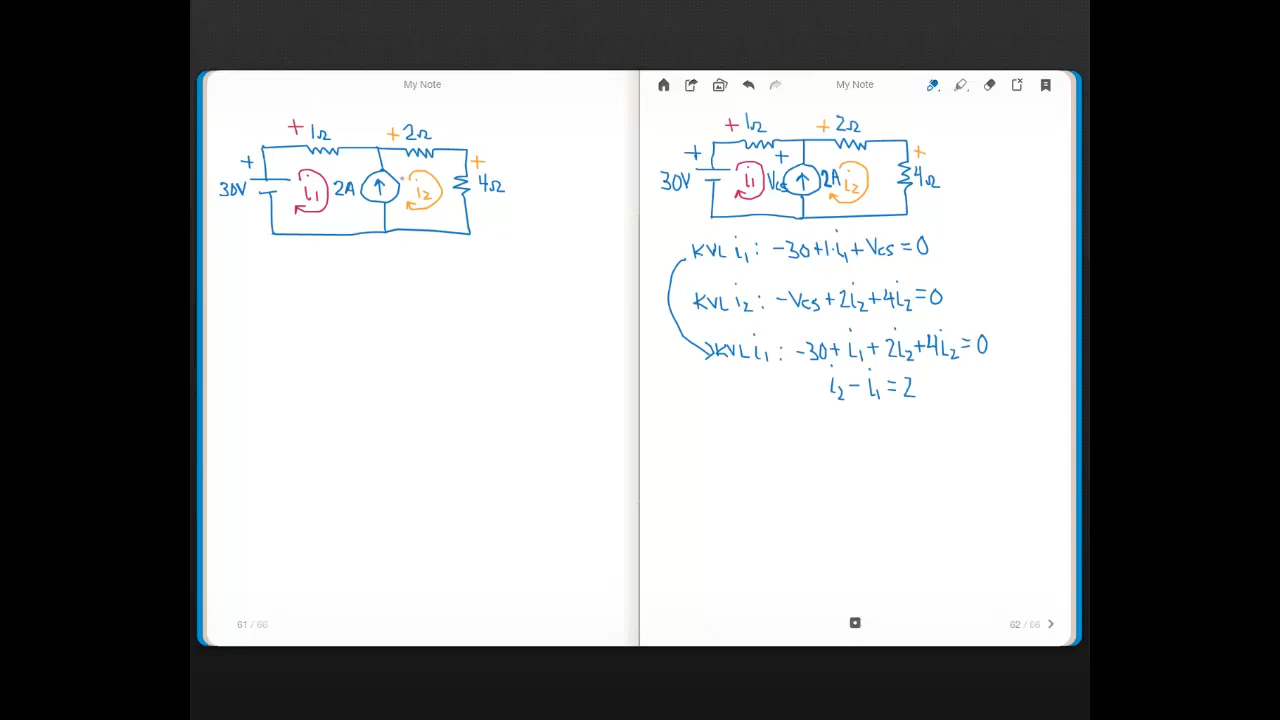 My Note
+ 1Ω + 2Ω
+ +
30V i₁ 2A i₂ 4Ω
61 / 66
My Note
+ 1Ω + 2Ω
+ + +
30V i₁ Vcs 2A i₂ 4Ω
KVL i₁: -30+1·i₁+Vcs=0
KVL i₂: -Vcs+2i₂+4i₂=0
KVL i₁: -30+i₁+2i₂+4i₂=0
i₂-i₁=2
62 / 66